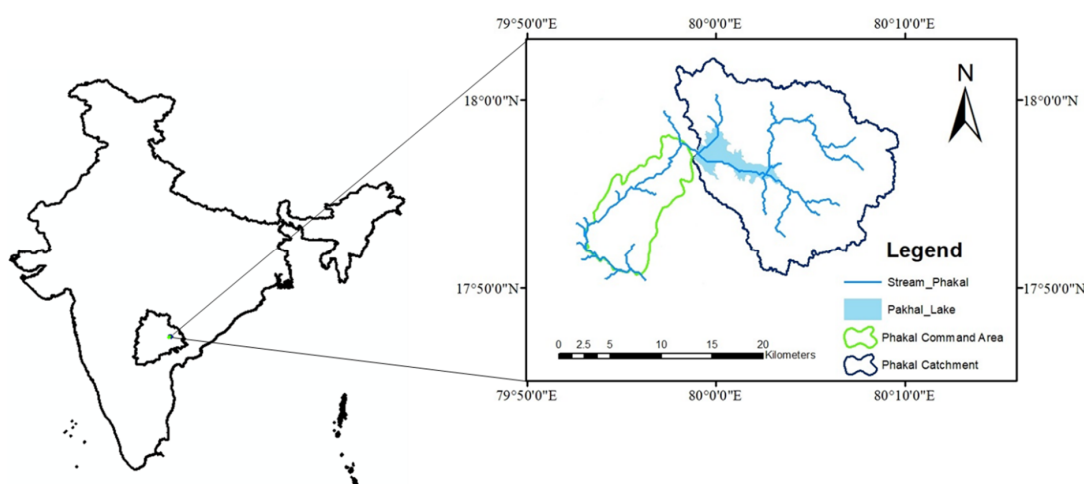 79°50'0"E
80°0'0"E
80°10'0"E
18°0'0"N
18°0'0"N
N
Legend
Stream_Phakal
17°50'0"N
17°50'0"N
Pakhal_Lake
Phakal Command Area
0 2.5 5 10 15 20
Kilometers
Phakal Catchment
79°50'0"E
80°0'0"E
80°10'0"E